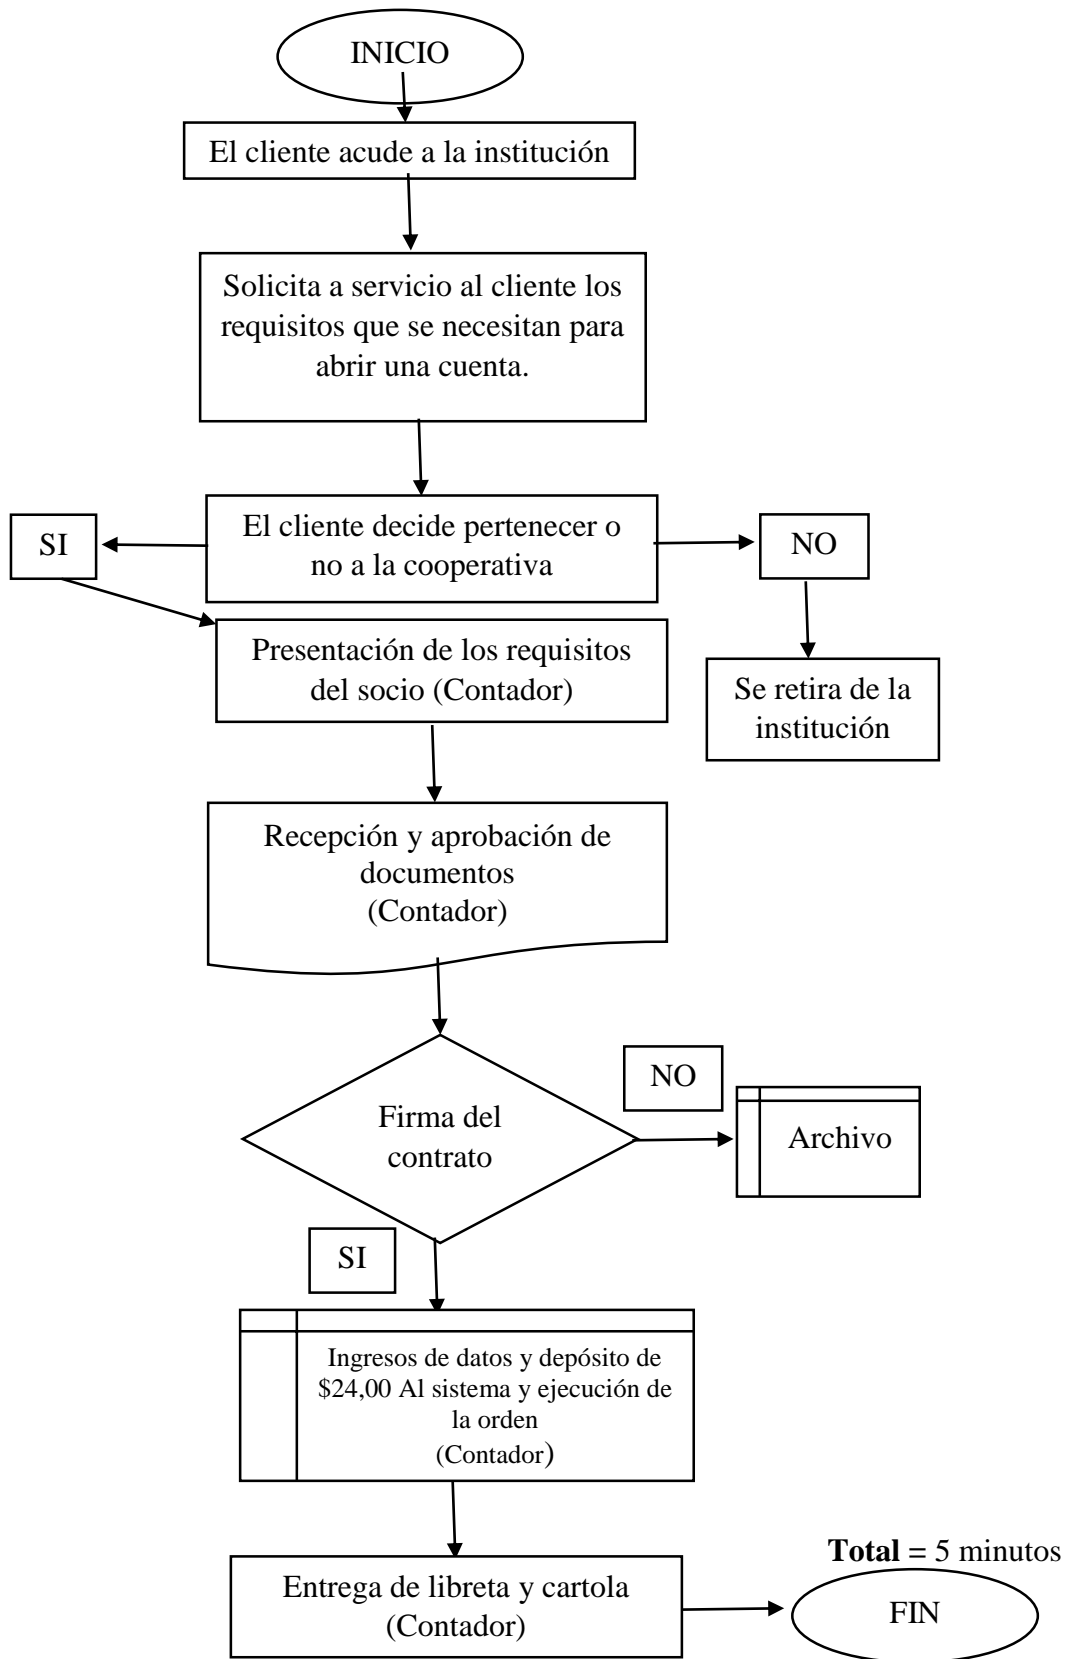 INICIO
El cliente acude a la institución
Solicita a servicio al cliente los
requisitos que se necesitan para
abrir una cuenta.
El cliente decide pertenecer o
no a la cooperativa
SI
NO
Presentación de los requisitos
del socio (Contador)
Se retira de la
institución
Recepción y aprobación de
documentos
(Contador)
Firma del
contrato
NO
Archivo
SI
Ingresos de datos y depósito de
$24,00 Al sistema y ejecución de
la orden
(Contador)
Entrega de libreta y cartola
(Contador)
Total = 5 minutos
FIN